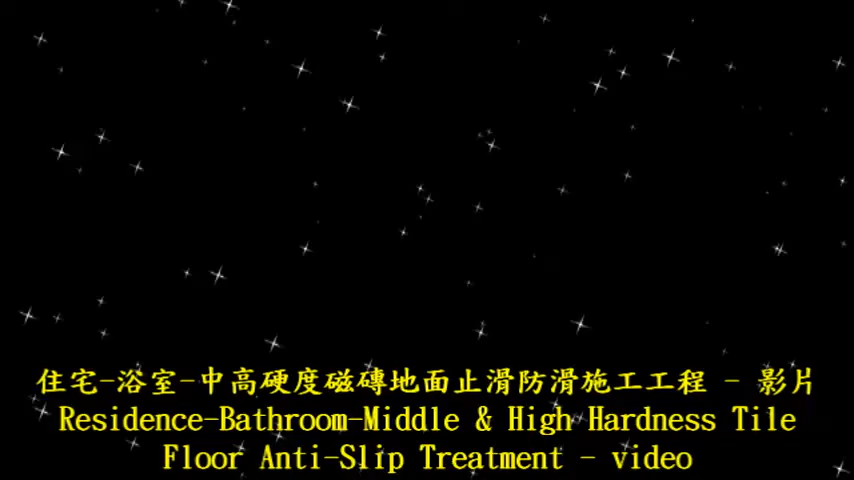 住宅-浴室-中高硬度磁磚地面止滑防滑施工工程 - 影片
Residence-Bathroom-Middle & High Hardness Tile
Floor Anti-Slip Treatment - video